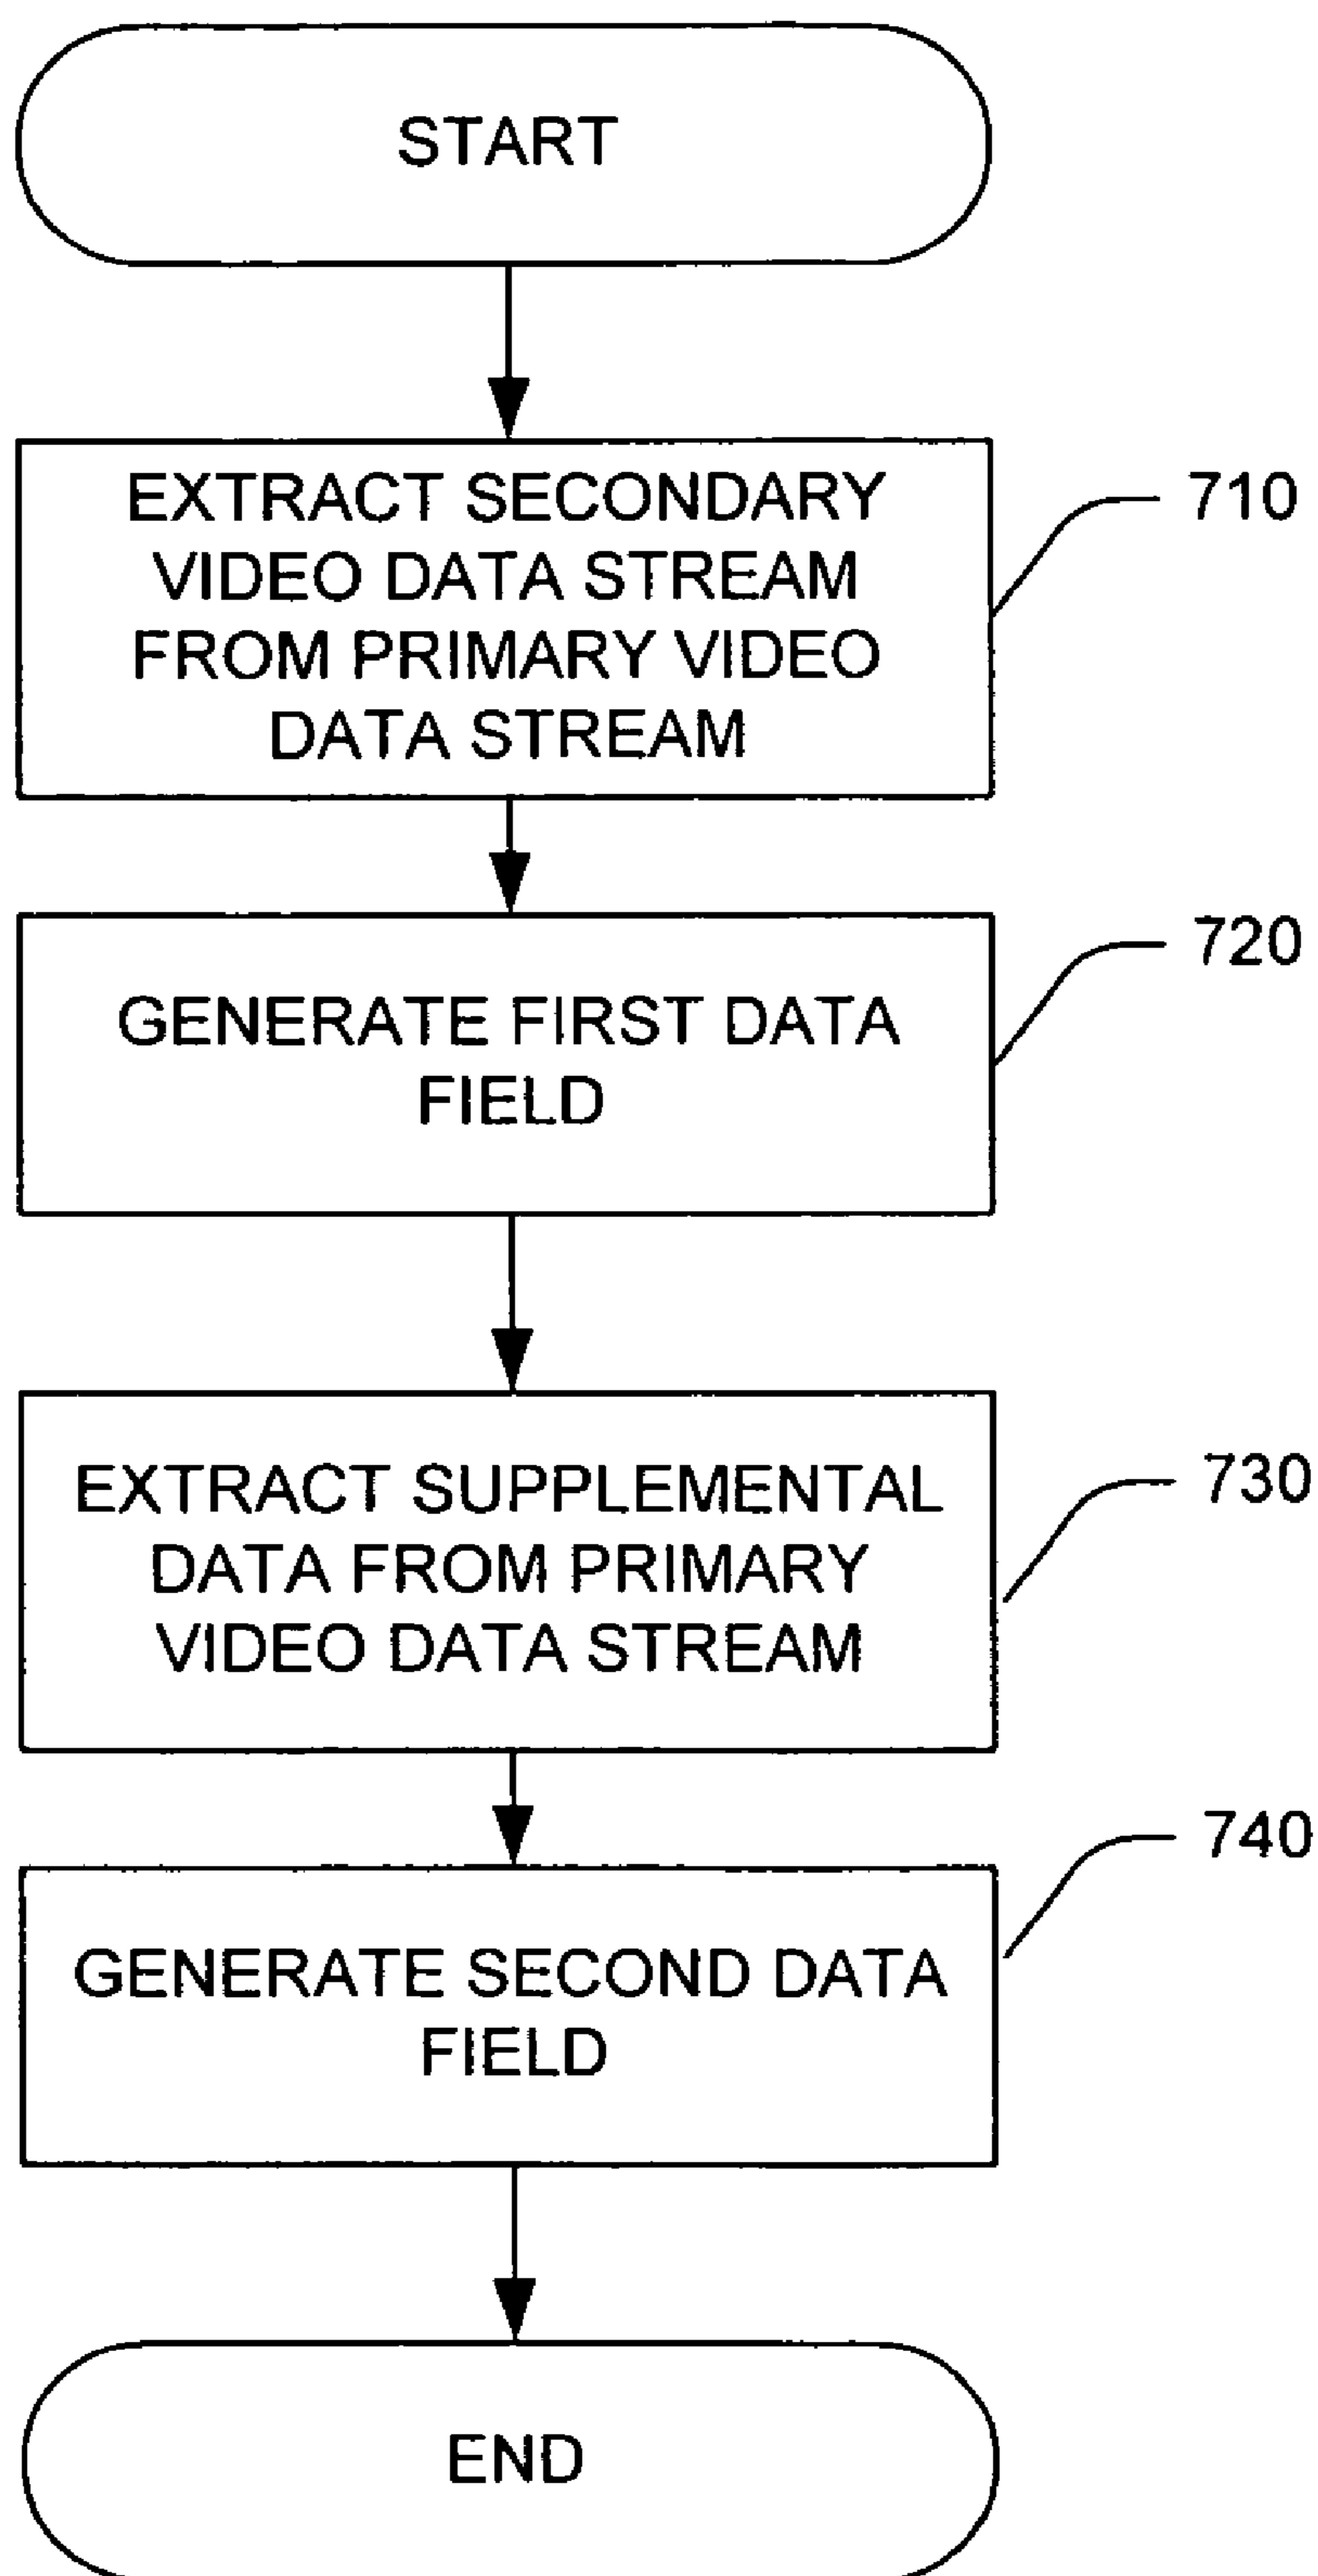 START
EXTRACT SECONDARY
VIDEO DATA STREAM
FROM PRIMARY VIDEO
DATA STREAM
710
GENERATE FIRST DATA
FIELD
720
EXTRACT SUPPLEMENTAL
DATA FROM PRIMARY
VIDEO DATA STREAM
730
GENERATE SECOND DATA
FIELD
740
END